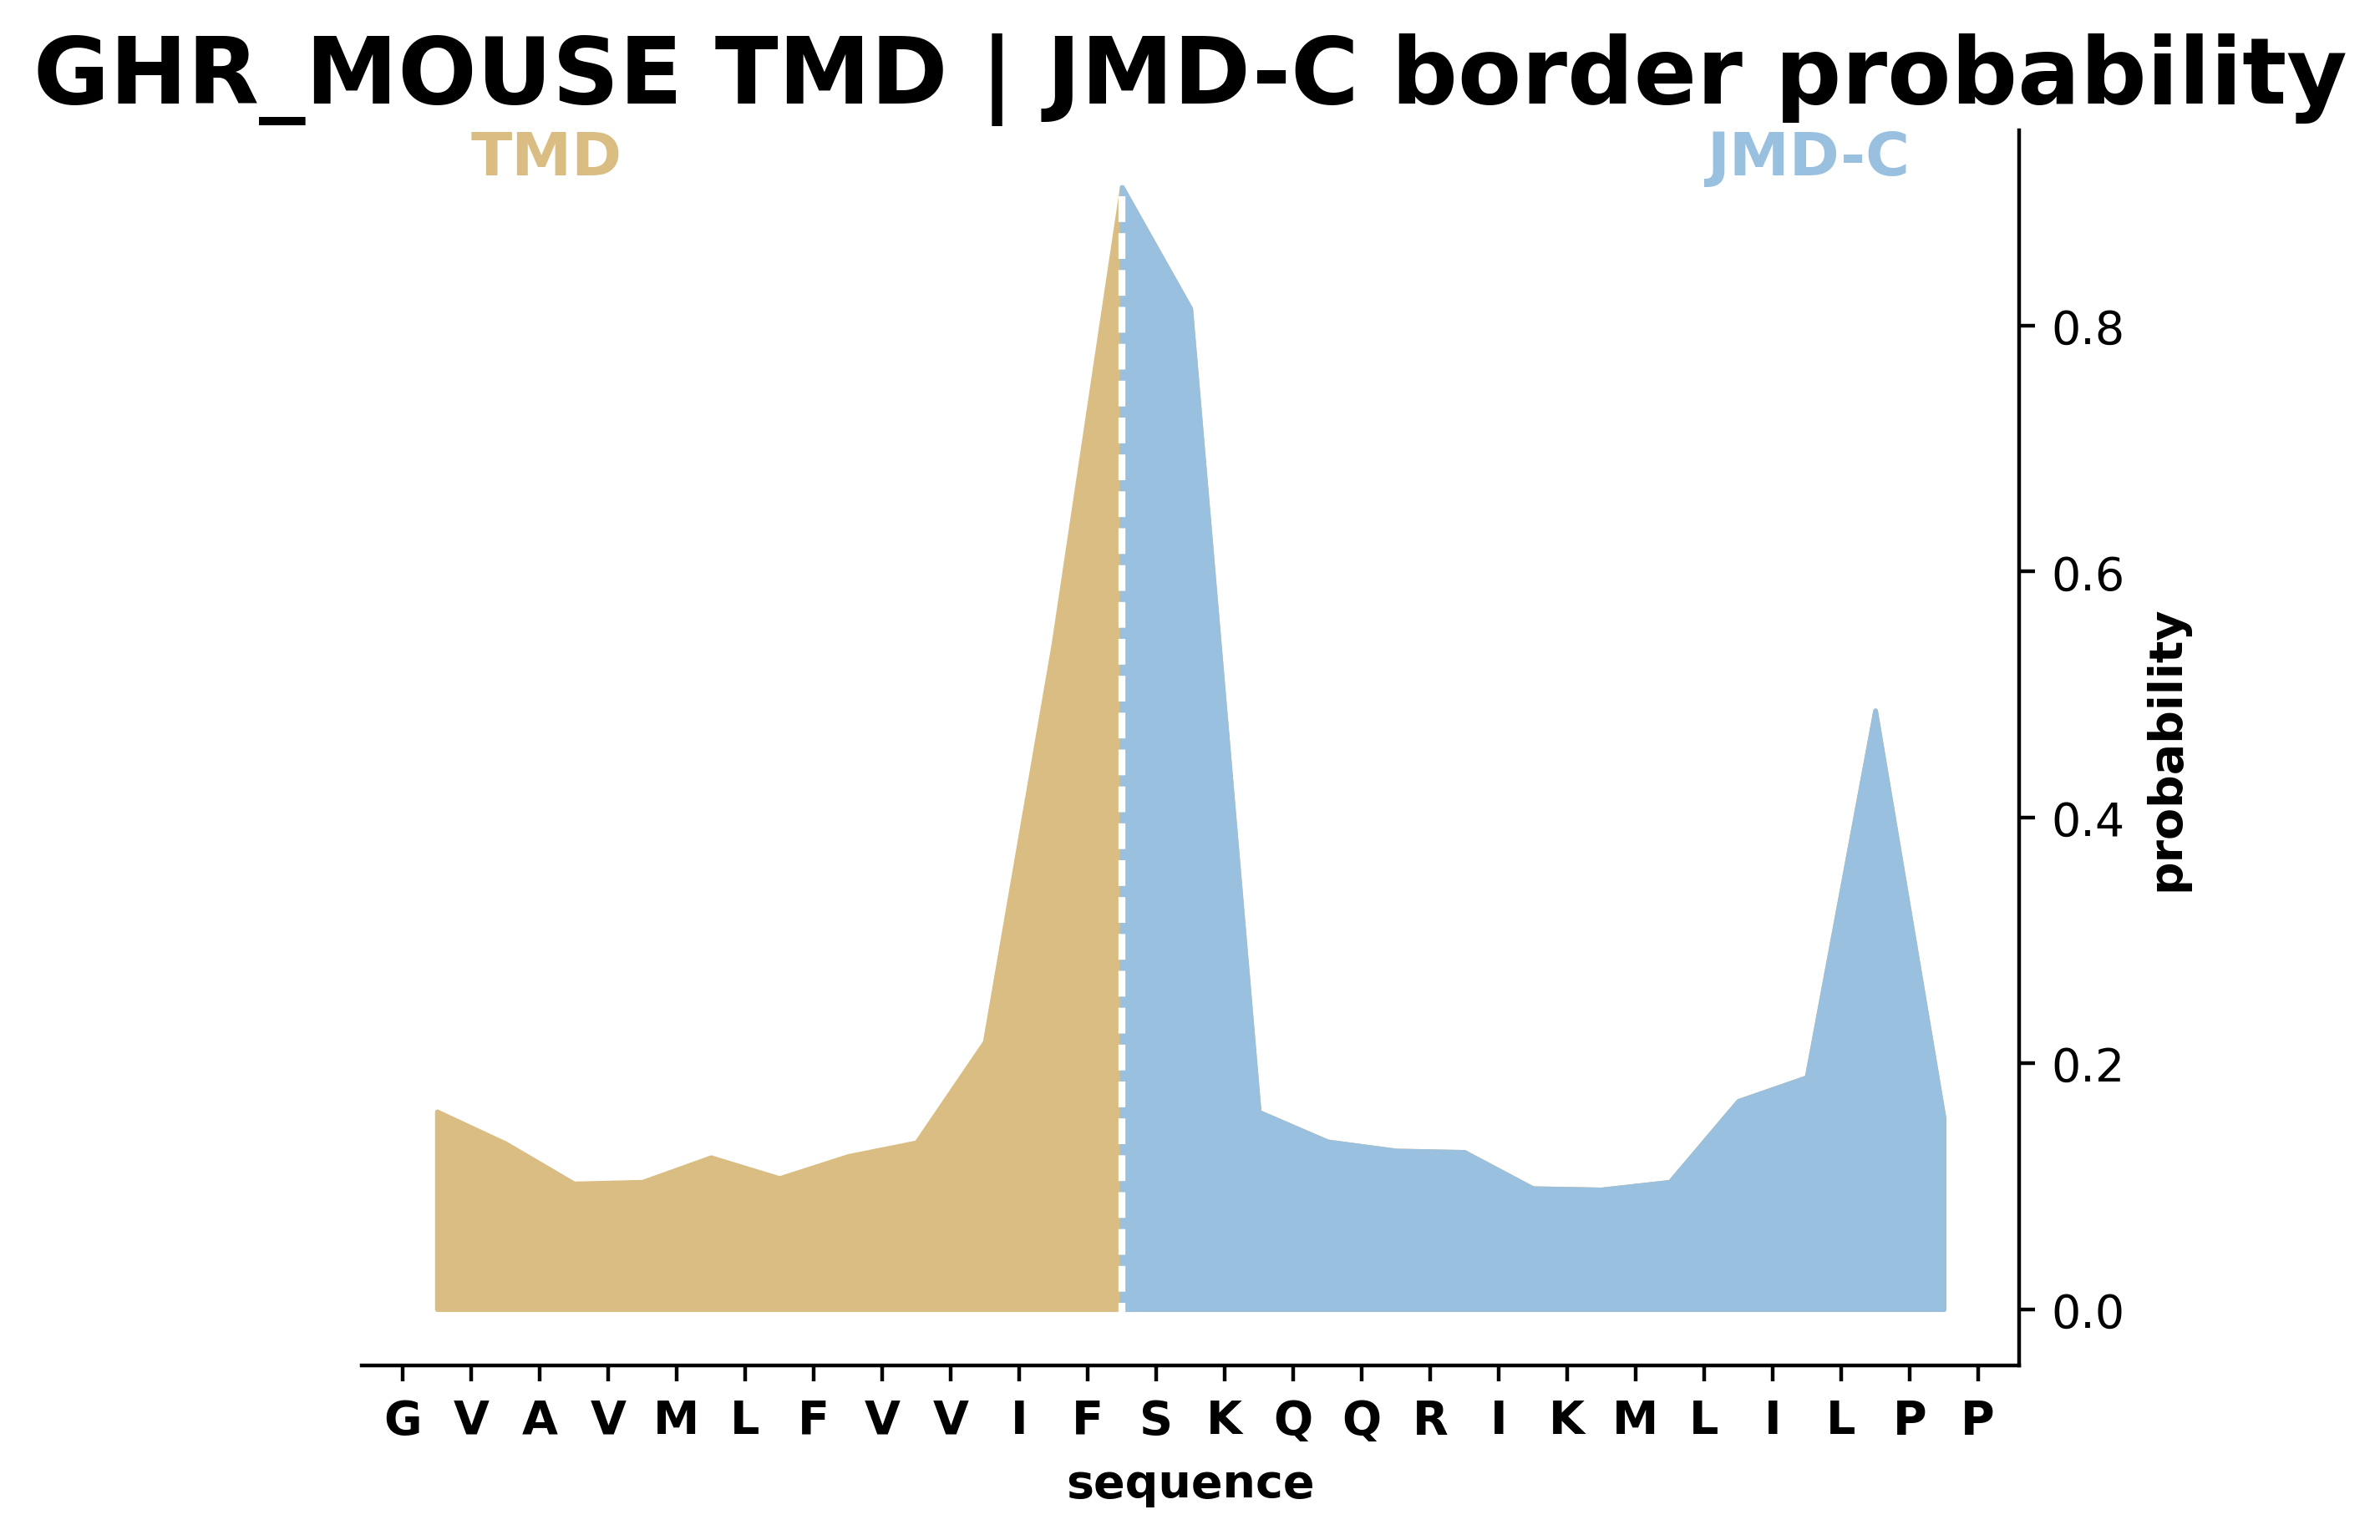 GHR_MOUSE TMD | JMD-C border probability
TMD JMD-C
0.8
0.6
0.4
0.2
0.0
probability
G V A V M L F V V I F S K Q Q R I K M L I L P P
sequence